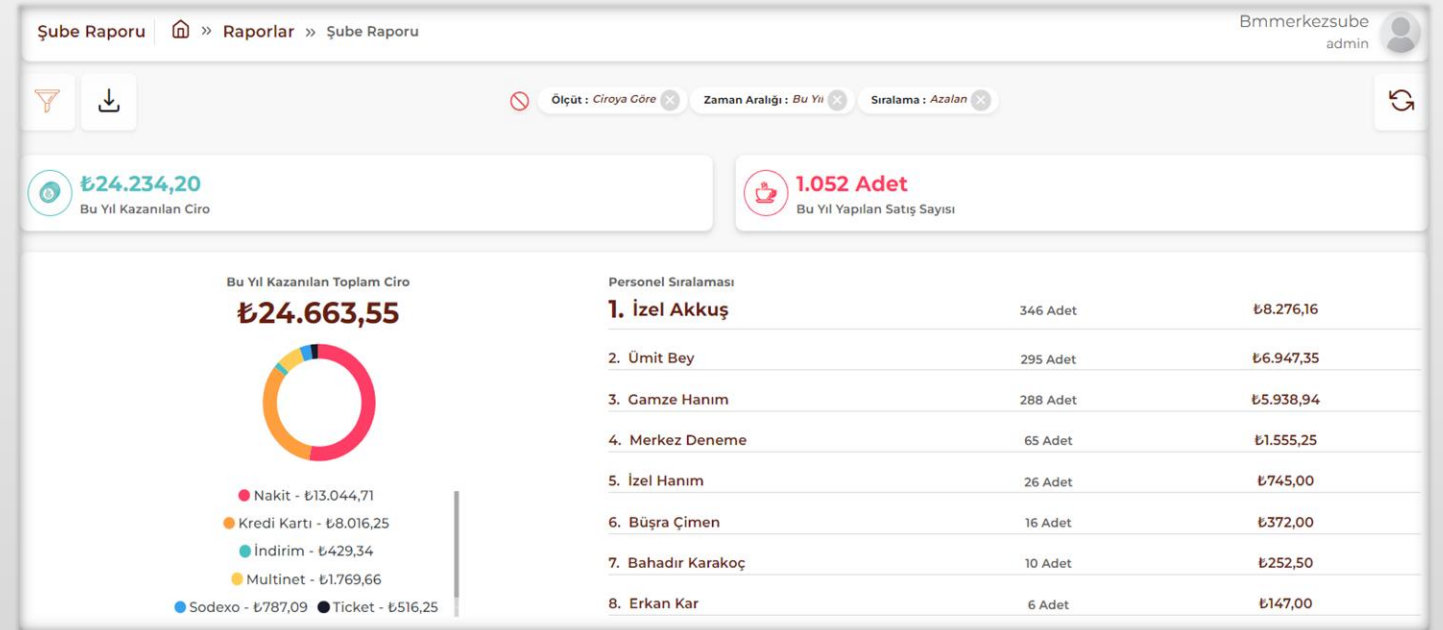 Şube Raporu » Raporlar » Şube Raporu
Bmmerkezsube
admin
Ölçüt : Ciroya Göre Zaman Aralığı : Bu Yıl Sıralama : Azalan
₺24.234,20
Bu Yıl Kazanılan Ciro
1.052 Adet
Bu Yıl Yapılan Satış Sayısı
Bu Yıl Kazanılan Toplam Ciro
₺24.663,55
Nakit - ₺13.044,71
Kredi Kartı - ₺8.016,25
İndirim - ₺429,34
Multinet - ₺1.769,66
Sodexo - ₺787,09 Ticket - ₺516,25
Personel Sıralaması
1. İzel Akkuş 346 Adet ₺8.276,16
2. Ümit Bey 295 Adet ₺6.947,35
3. Gamze Hanım 288 Adet ₺5.938,94
4. Merkez Deneme 65 Adet ₺1.555,25
5. İzel Hanım 26 Adet ₺745,00
6. Büşra Çimen 16 Adet ₺372,00
7. Bahadır Karakoç 10 Adet ₺252,50
8. Erkan Kar 6 Adet ₺147,00